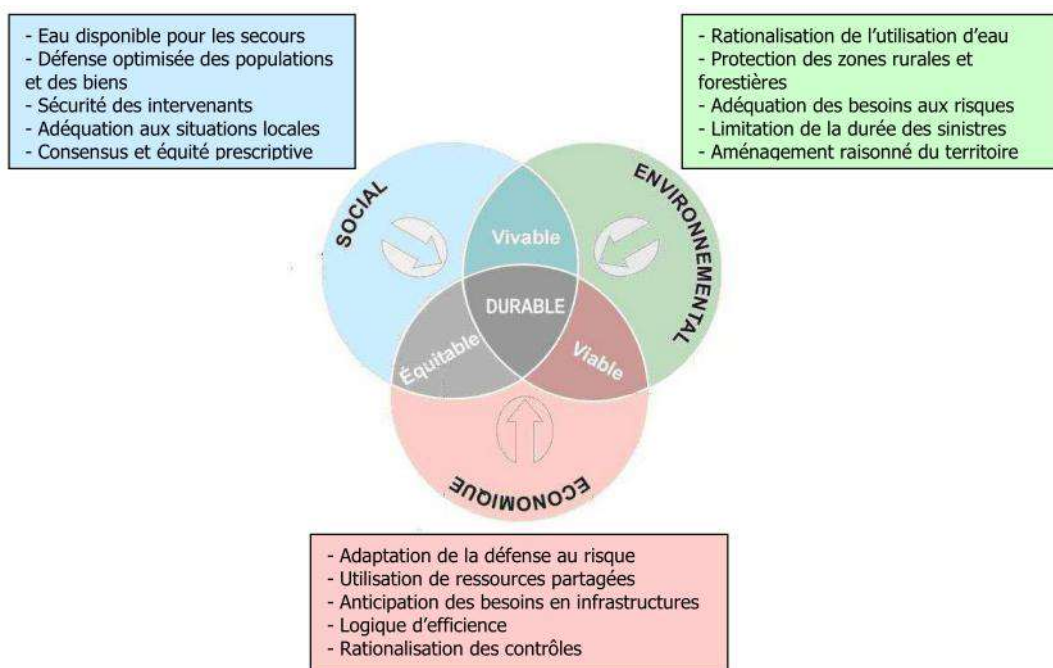 - Eau disponible pour les secours
- Défense optimisée des populations
et des biens
- Sécurité des intervenants
- Adéquation aux situations locales
- Consensus et équité prescriptive
- Rationalisation de l'utilisation d'eau
- Protection des zones rurales et
forestières
- Adéquation des besoins aux risques
- Limitation de la durée des sinistres
- Aménagement raisonné du territoire
SOCIAL
ENVIRONNEMENTAL
Vivable
DURABLE
Équitable
Viable
ECONOMIQUE
- Adaptation de la défense au risque
- Utilisation de ressources partagées
- Anticipation des besoins en infrastructures
- Logique d'efficience
- Rationalisation des contrôles